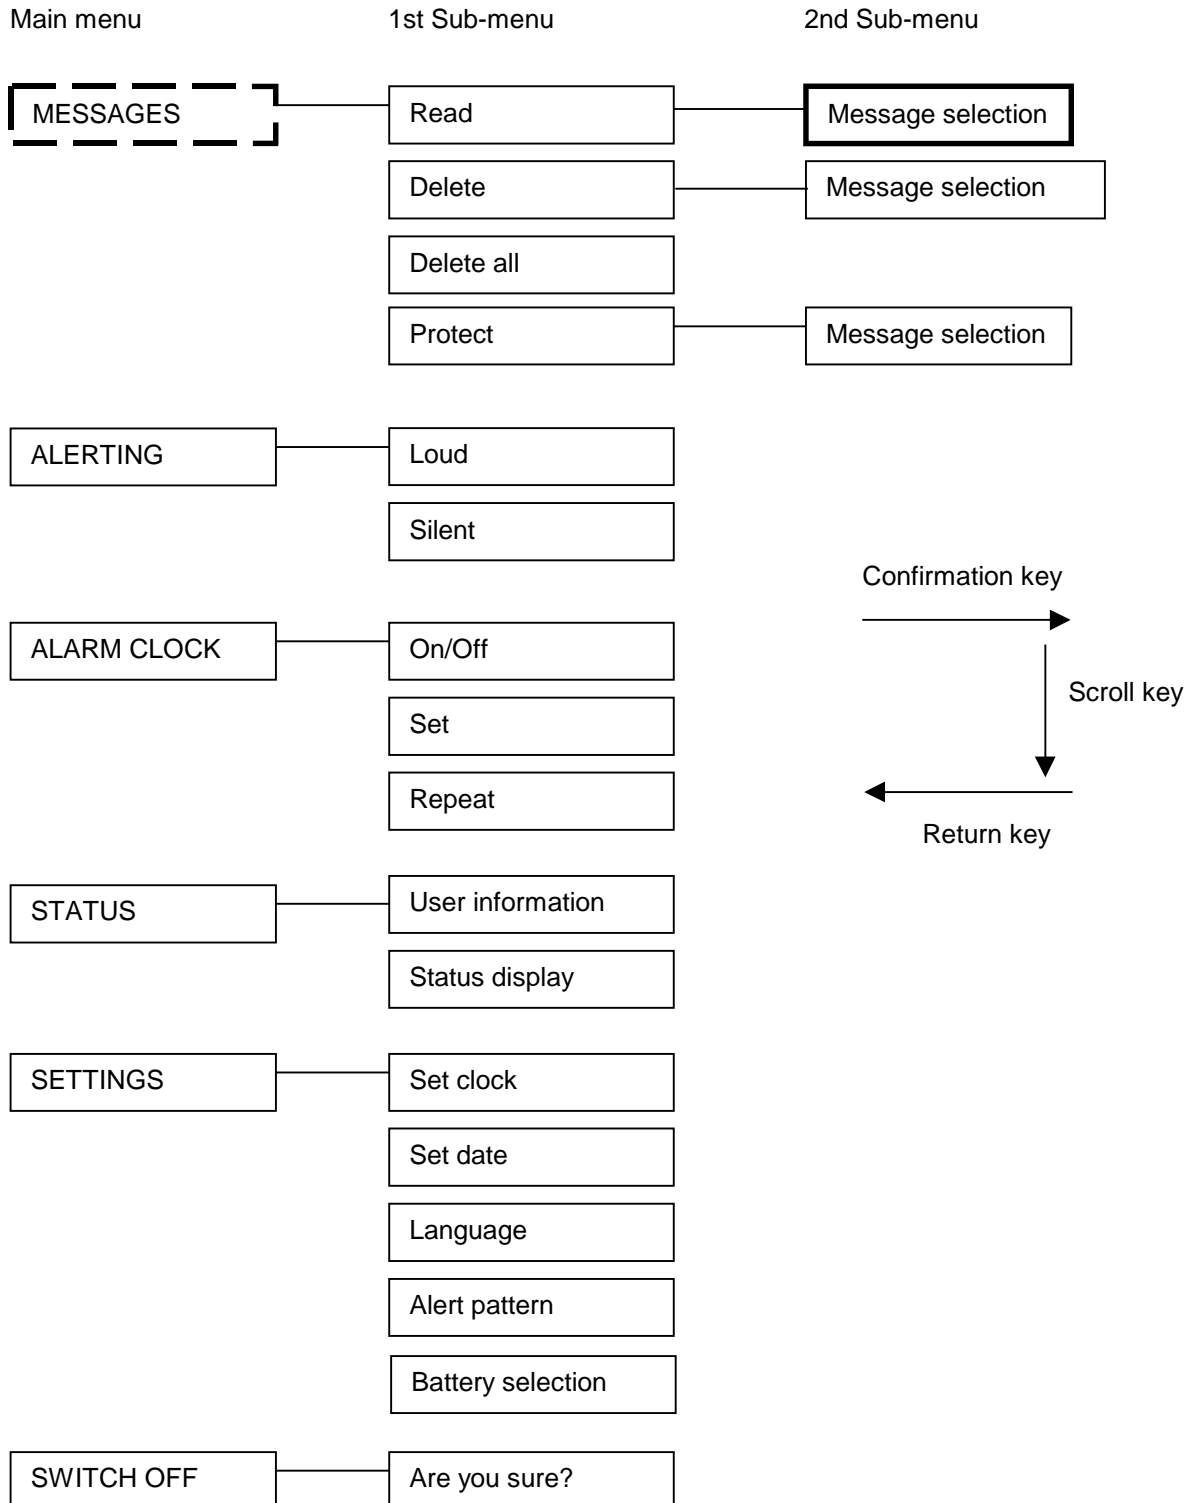 Main menu 1st Sub-menu 2nd Sub-menu
MESSAGES Read Message selection
Delete Message selection
Delete all
Protect Message selection
ALERTING Loud
Silent
Confirmation key
ALARM CLOCK On/Off
Scroll key
Set
Repeat
Return key
STATUS User information
Status display
SETTINGS Set clock
Set date
Language
Alert pattern
Battery selection
SWITCH OFF Are you sure?